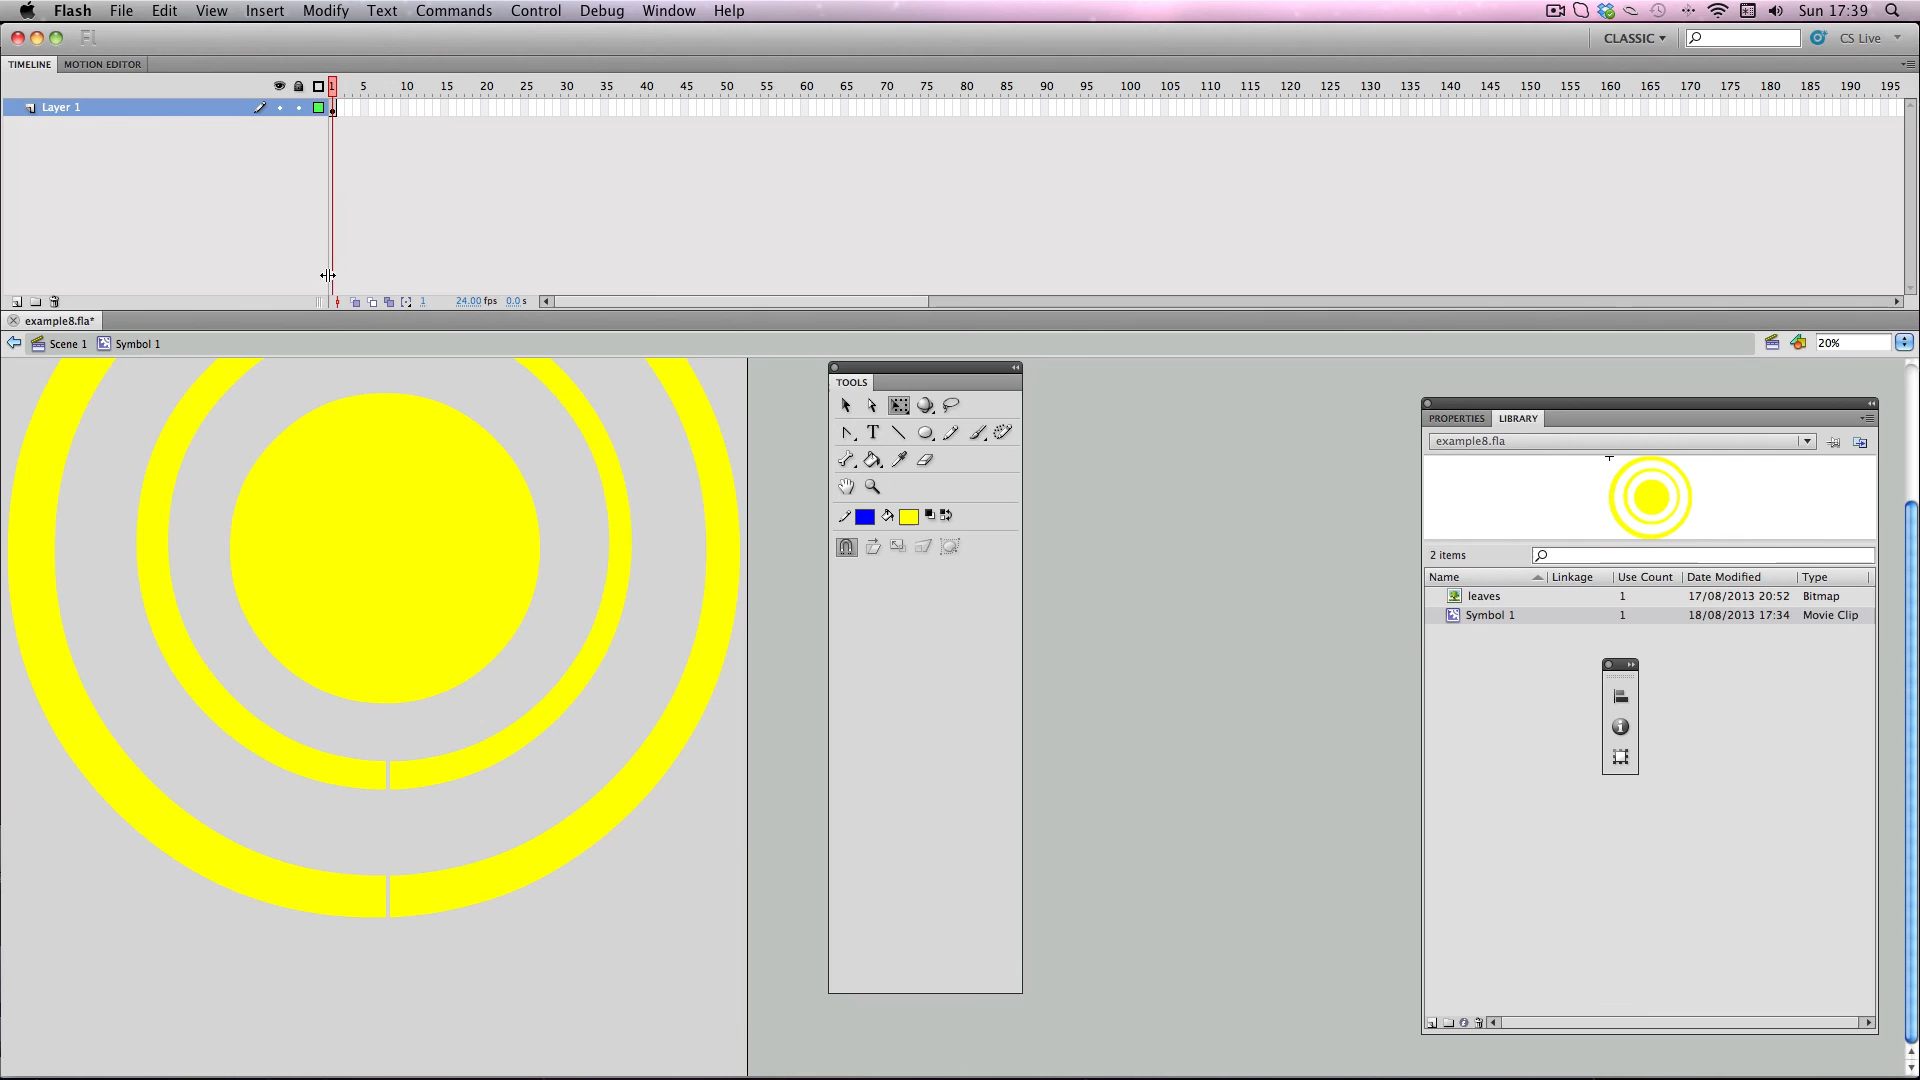 Flash File Edit View Insert Modify Text Commands Control Debug Window Help Sun 17:39
Fl CLASSIC CS Live
TIMELINE MOTION EDITOR
1 5 10 15 20 25 30 35 40 45 50 55 60 65 70 75 80 85 90 95 100 105 110 115 120 125 130 135 140 145 150 155 160 165 170 175 180 185 190 195
Layer 1
1 24.00 fps 0.0 s
example8.fla*
Scene 1 Symbol 1 20%
TOOLS
T
PROPERTIES LIBRARY
example8.fla
2 items
Name Linkage Use Count Date Modified Type
leaves 1 17/08/2013 20:52 Bitmap
Symbol 1 1 18/08/2013 17:34 Movie Clip